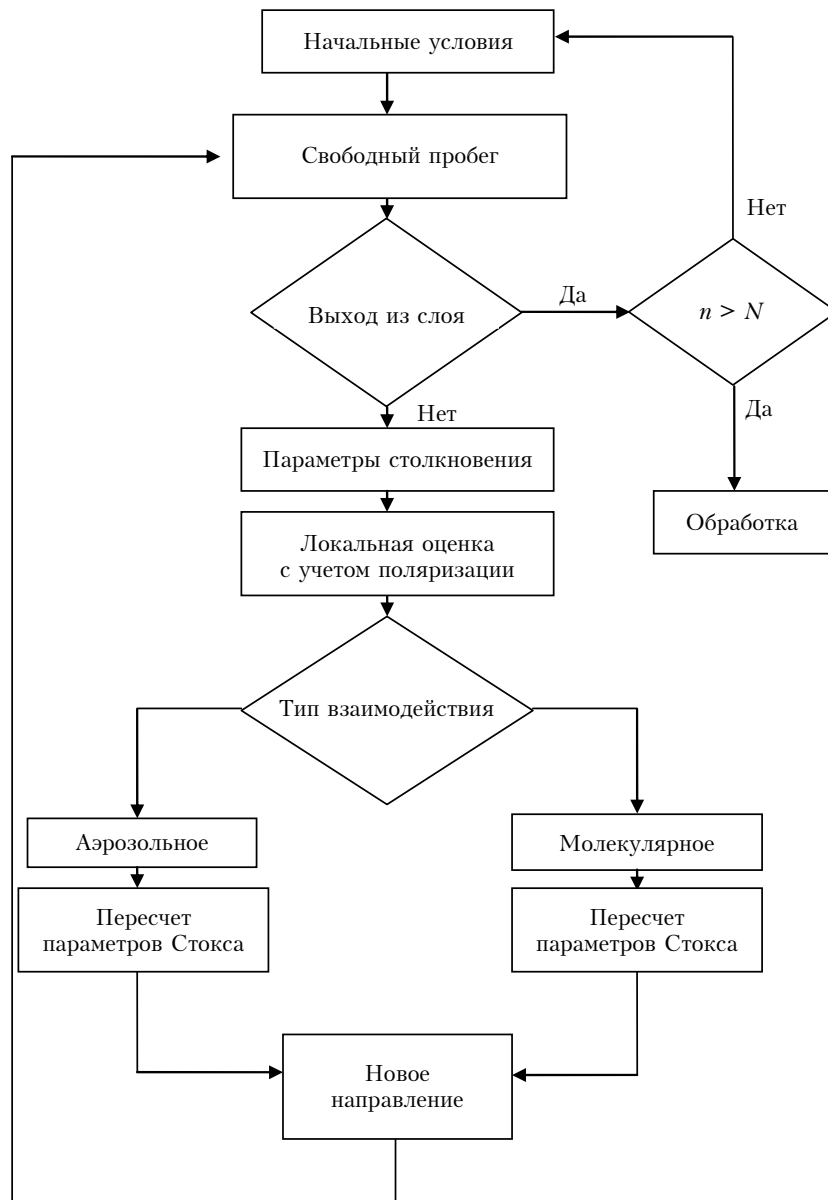 Начальные условия
Свободный пробег
Нет
Выход из слоя
Да
n > N
Нет
Да
Параметры столкновения
Обработка
Локальная оценка
с учетом поляризации
Тип взаимодействия
Аэрозольное
Молекулярное
Пересчет
параметров Стокса
Пересчет
параметров Стокса
Новое
направление